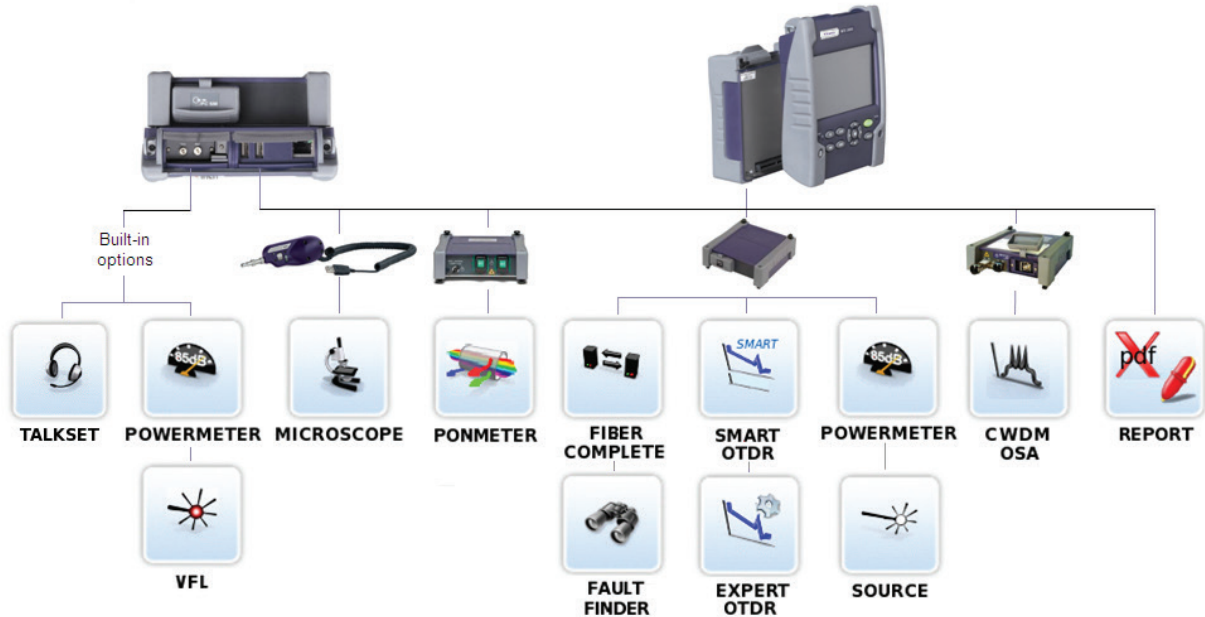 Built-in
options
85dB
SMART
85dB
pdf
TALKSET
POWERMETER
MICROSCOPE
PONMETER
FIBER
COMPLETE
SMART
OTDR
POWERMETER
CWDM
OSA
REPORT
VFL
FAULT
FINDER
EXPERT
OTDR
SOURCE